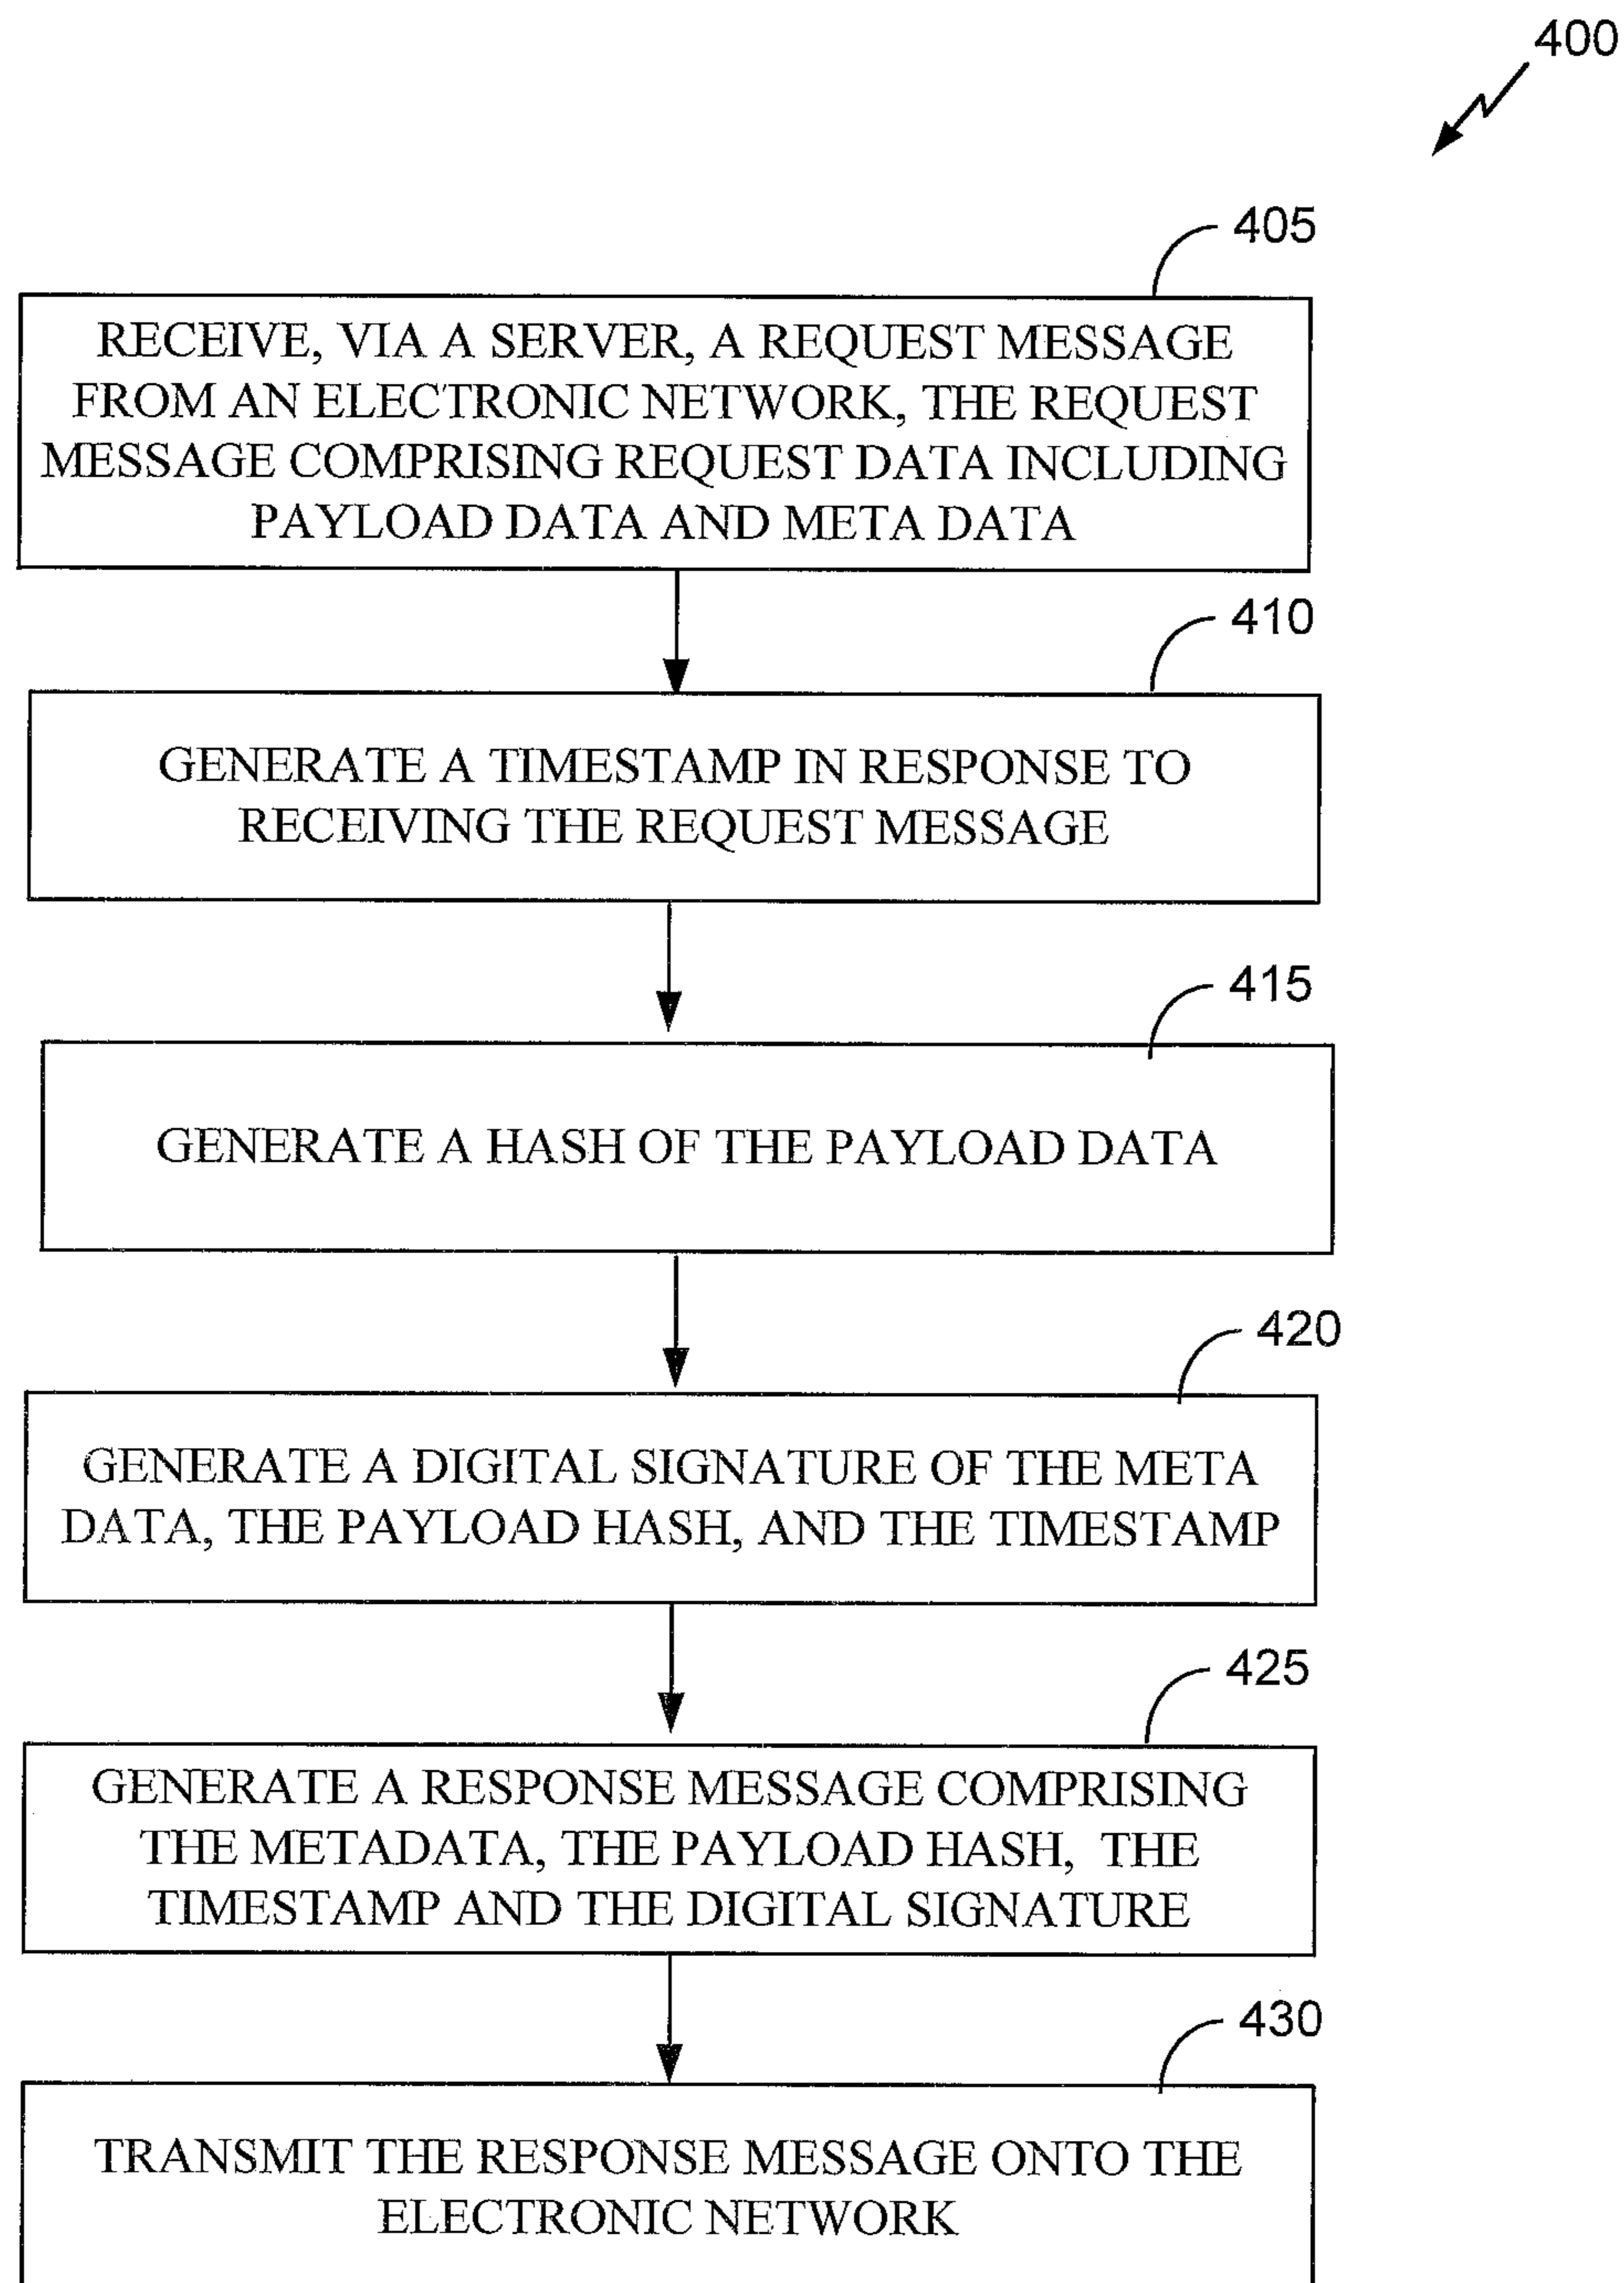 400
405
RECEIVE, VIA A SERVER, A REQUEST MESSAGE
FROM AN ELECTRONIC NETWORK, THE REQUEST
MESSAGE COMPRISING REQUEST DATA INCLUDING
PAYLOAD DATA AND META DATA
410
GENERATE A TIMESTAMP IN RESPONSE TO
RECEIVING THE REQUEST MESSAGE
415
GENERATE A HASH OF THE PAYLOAD DATA
420
GENERATE A DIGITAL SIGNATURE OF THE META
DATA, THE PAYLOAD HASH, AND THE TIMESTAMP
425
GENERATE A RESPONSE MESSAGE COMPRISING
THE METADATA, THE PAYLOAD HASH, THE
TIMESTAMP AND THE DIGITAL SIGNATURE
430
TRANSMIT THE RESPONSE MESSAGE ONTO THE
ELECTRONIC NETWORK